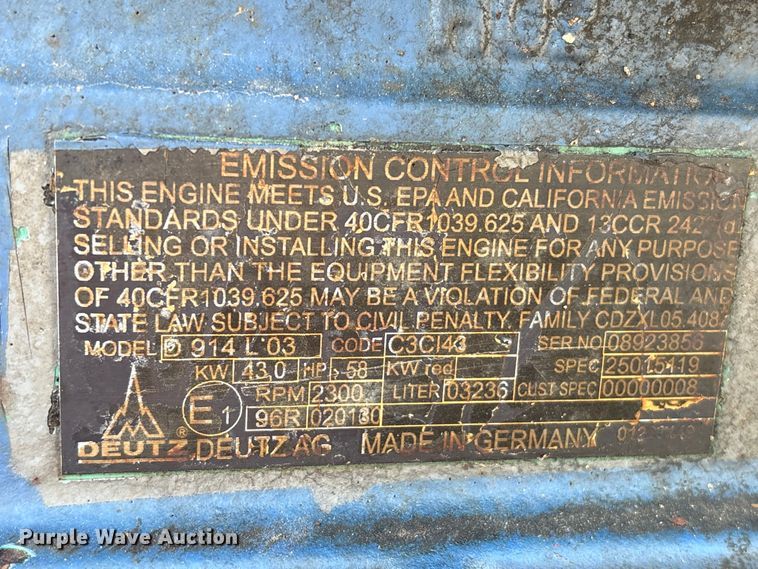 EMISSION CONTROL INFORMATION
THIS ENGINE MEETS U.S. EPA AND CALIFORNIA EMISSION
STANDARDS UNDER 40CFR1039.625 AND 13CCR
SELLING OR INSTALLING THIS ENGINE FOR ANY PURPOSE
OTHER THAN THE EQUIPMENT FLEXIBILITY PROVISIONS
OF 40CFR1039.625 MAY BE A VIOLATION OF FEDERAL AND
STATE LAW SUBJECT TO CIVIL PENALTY. FAMILY CDZXL05.408
MODEL D 914 L 03 CODE C3CI43 SER NO 08923856
KW 43,0 HP 58 KW red SPEC 25015419
RPM 2300 LITER 03236 CUST SPEC 00000008
E1 96R 020130
DEUTZ ® DEUTZ AG MADE IN GERMANY
Purple Wave Auction